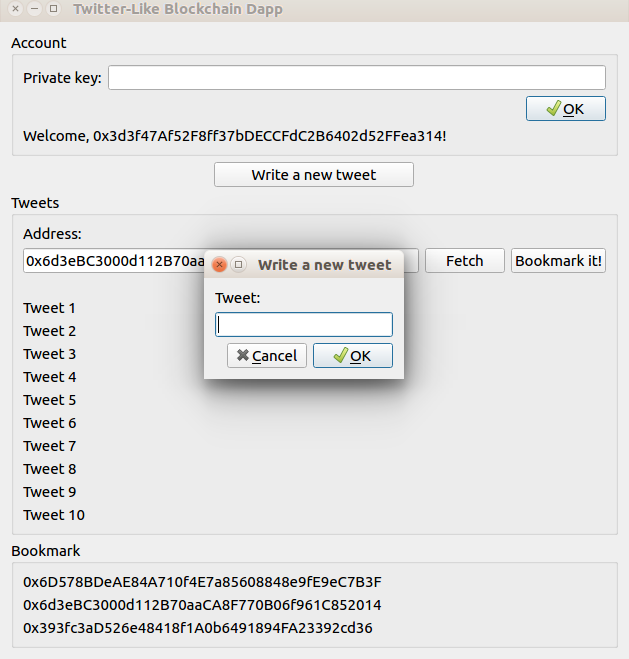 Twitter-Like Blockchain Dapp
Account
Private key:
OK
Welcome, 0x3d3f47Af52F8ff37bDECCFdC2B6402d52FFea314!
Write a new tweet
Tweets
Address:
0x6d3eBC3000d112B70aa Fetch Bookmark it!
Write a new tweet
Tweet:
Cancel OK
Tweet 1
Tweet 2
Tweet 3
Tweet 4
Tweet 5
Tweet 6
Tweet 7
Tweet 8
Tweet 9
Tweet 10
Bookmark
0x6D578BDeAE84A710f4E7a85608848e9fE9eC7B3F
0x6d3eBC3000d112B70aaCA8F770B06f961C852014
0x393fc3aD526e48418f1A0b6491894FA23392cd36